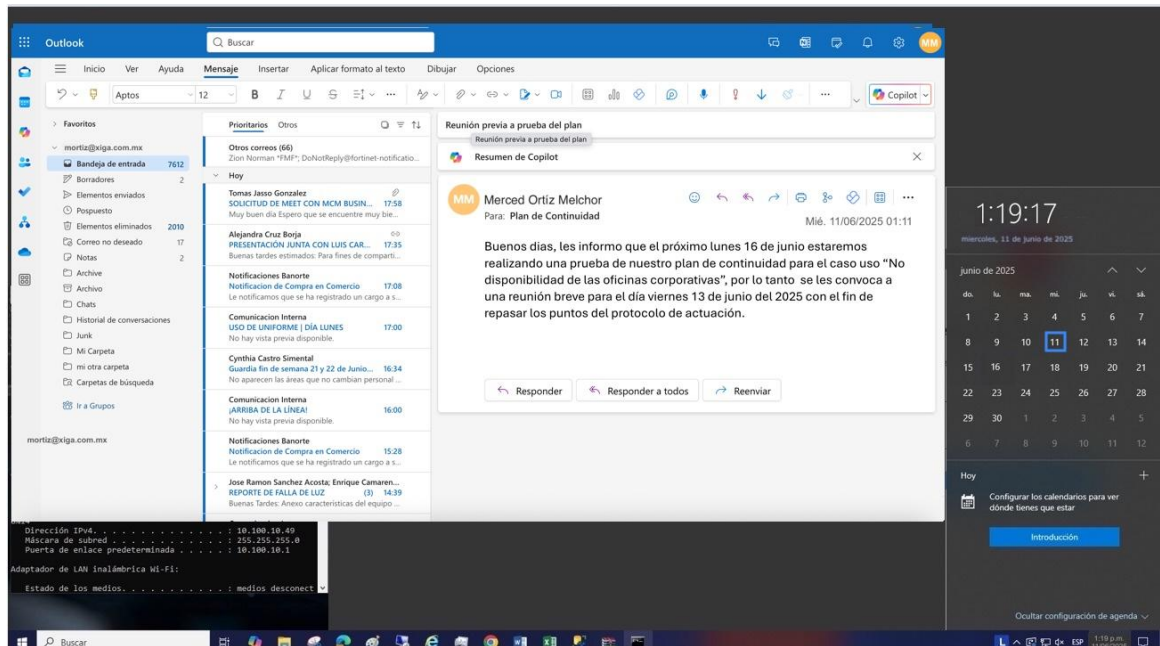 Outlook
Buscar
MM
Inicio Ver Ayuda Mensaje Insertar Aplicar formato al texto Dibujar Opciones
Aptos 12 B I U S Copilot
Favoritos
mortiz@xiga.com.mx
Bandeja de entrada 7612
Borradores 2
Elementos enviados
Pospuesto
Elementos eliminados 2010
Correo no deseado 17
Notas 2
Archive
Archivo
Chats
Historial de conversaciones
Junk
Mi Carpeta
mi otra carpeta
Carpetas de búsqueda
Ir a Grupos
mortiz@xiga.com.mx
Prioritarios Otros
Otros correos (66)
Zion Norman *FMF*; DoNotReply@fortinet-notificatio...
Hoy
Tomas Jasso Gonzalez
SOLICITUD DE MEET CON MCM BUSIN... 17:58
Muy buen día Espero que se encuentre muy bie...
Alejandra Cruz Borja
PRESENTACIÓN JUNTA CON LUIS CAR... 17:35
Buenas tardes estimados: Para fines de comparti...
Notificaciones Banorte
Notificacion de Compra en Comercio 17:08
Le notificamos que se ha registrado un cargo a s...
Comunicacion Interna
USO DE UNIFORME | DÍA LUNES 17:00
No hay vista previa disponible.
Cynthia Castro Simental
Guardia fin de semana 21 y 22 de Junio... 16:34
No aparecen las áreas que no cambian personal ...
Comunicacion Interna
¡ARRIBA DE LA LÍNEA! 16:00
No hay vista previa disponible.
Notificaciones Banorte
Notificacion de Compra en Comercio 15:28
Le notificamos que se ha registrado un cargo a s...
Jose Ramon Sanchez Acosta; Enrique Camaren...
REPORTE DE FALLA DE LUZ (3) 14:39
Buenas Tardes: Anexo características del equipo ...
Reunión previa a prueba del plan
Reunión previa a prueba del plan
Resumen de Copilot
MM
Merced Ortiz Melchor
Para: Plan de Continuidad
Mié. 11/06/2025 01:11
Buenos dias, les informo que el próximo lunes 16 de junio estaremos
realizando una prueba de nuestro plan de continuidad para el caso uso “No
disponibilidad de las oficinas corporativas”, por lo tanto se les convoca a
una reunión breve para el día viernes 13 de junio del 2025 con el fin de
repasar los puntos del protocolo de actuación.
Responder Responder a todos Reenviar
1:19:17
miercoles, 11 de junio de 2025
junio de 2025
do. lu. ma. mi. ju. vi. sá.
1 2 3 4 5 6 7
8 9 10 11 12 13 14
15 16 17 18 19 20 21
22 23 24 25 26 27 28
29 30 1 2 3 4 5
6 7 8 9 10 11 12
Hoy
Configurar los calendarios para ver
dónde tienes que estar
Introducción
Ocultar configuración de agenda
Dirección IPv4. . . . . . . . . . . . . . : 10.100.10.49
Máscara de subred . . . . . . . . . . . . : 255.255.255.0
Puerta de enlace predeterminada . . . . . : 10.100.10.1
Adaptador de LAN inalámbrica Wi-Fi:
Estado de los medios. . . . . . . . . . . : medios desconect
Buscar
L ESP 1:19 p.m.